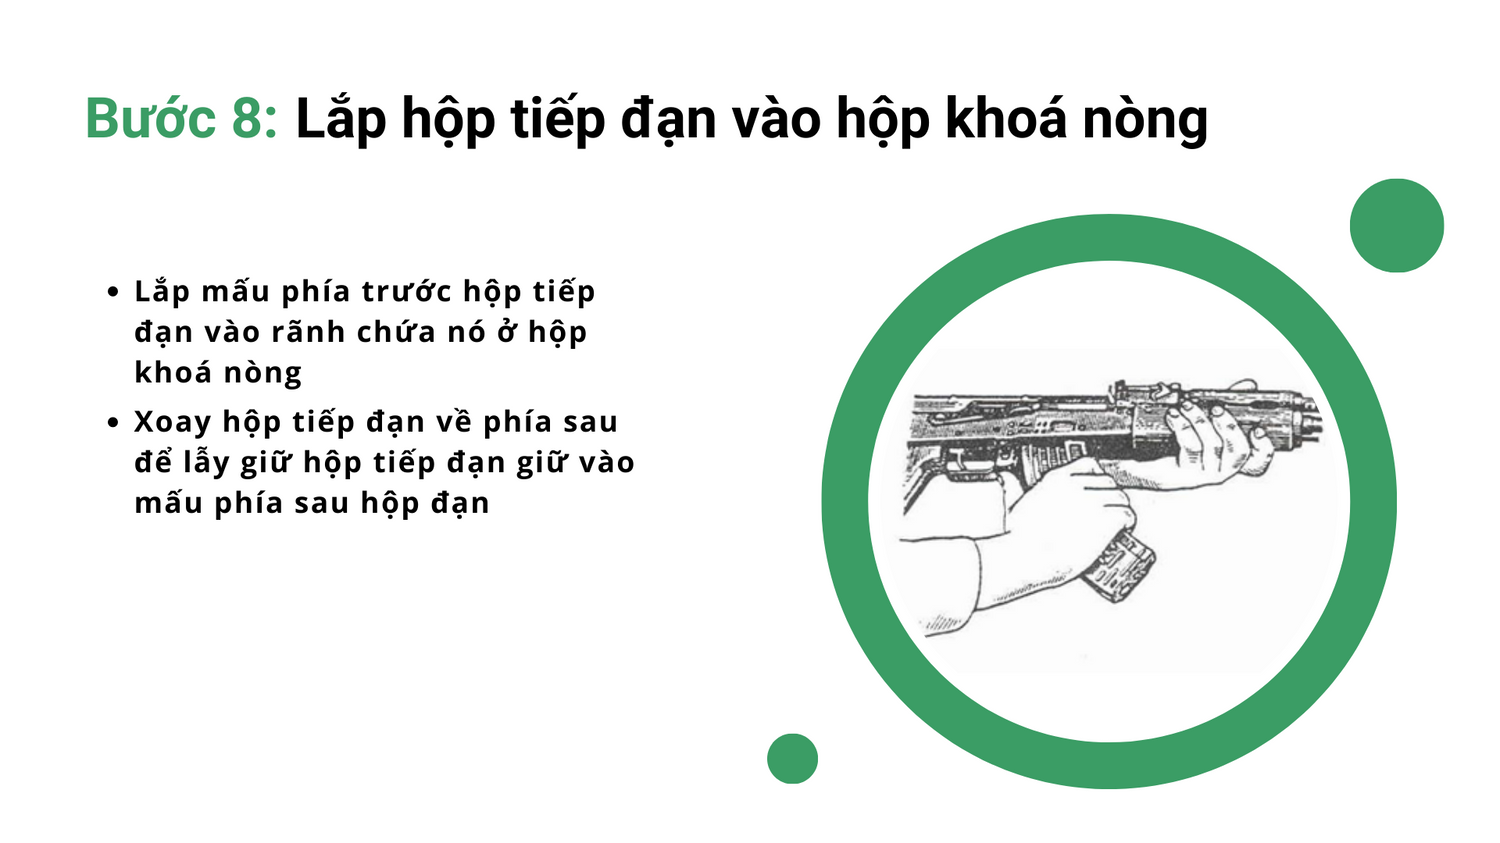 Bước 8: Lắp hộp tiếp đạn vào hộp khoá nòng
• Lắp mấu phía trước hộp tiếp
đạn vào rãnh chứa nó ở hộp
khoá nòng
• Xoay hộp tiếp đạn về phía sau
để lẫy giữ hộp tiếp đạn giữ vào
mấu phía sau hộp đạn